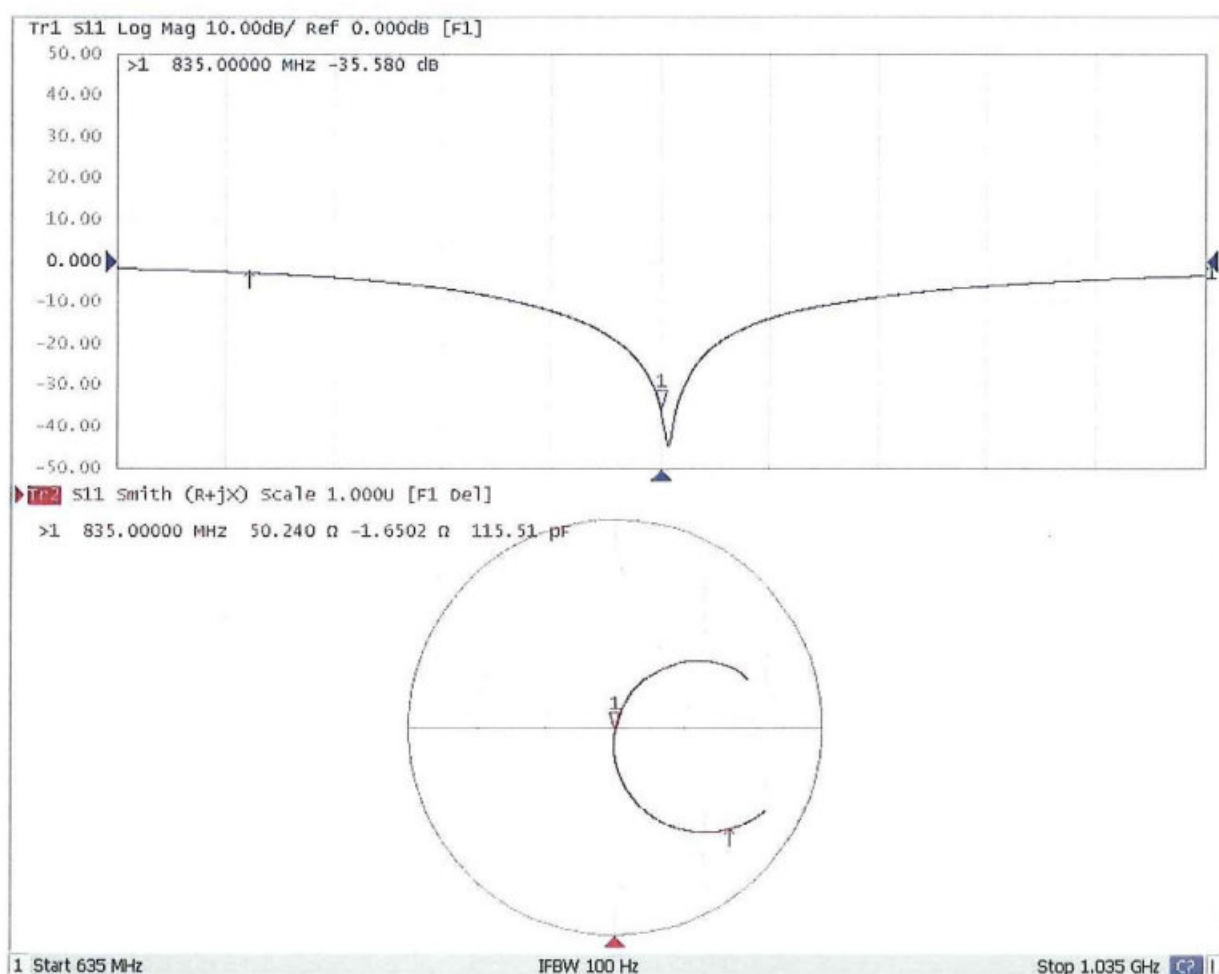 Tr1 S11 Log Mag 10.00dB/ Ref 0.000dB [F1]
50.00
>1 835.00000 MHz -35.580 dB
40.00
30.00
20.00
10.00
0.000
1
-10.00
-20.00
1
-30.00
-40.00
-50.00
Tr2 S11 Smith (R+jX) Scale 1.000U [F1 Del]
>1 835.00000 MHz 50.240 Ω -1.6502 Ω 115.51 pF
1
1 Start 635 MHz IFBW 100 Hz Stop 1.035 GHz C?